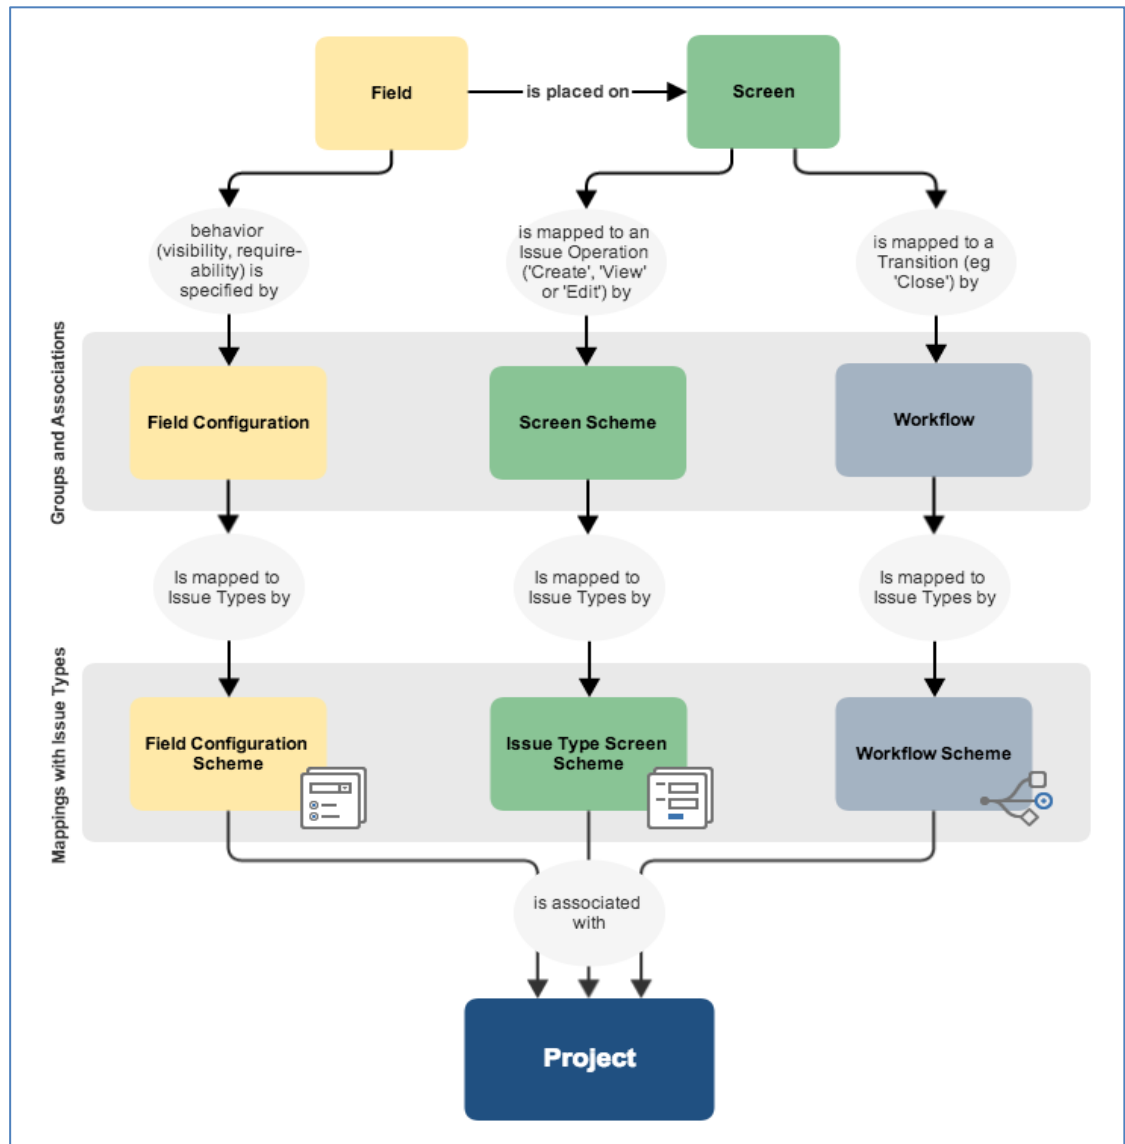 Field
is placed on
Screen
behavior
(visibility, require-
ability) is
specified by
is mapped to an
Issue Operation
('Create', 'View'
or 'Edit') by
is mapped to a
Transition (eg
'Close') by
Groups and Associations
Field Configuration
Screen Scheme
Workflow
Is mapped to
Issue Types by
Is mapped to
Issue Types by
Is mapped to
Issue Types by
Mappings with Issue Types
Field Configuration
Scheme
Issue Type Screen
Scheme
Workflow Scheme
is associated
with
Project